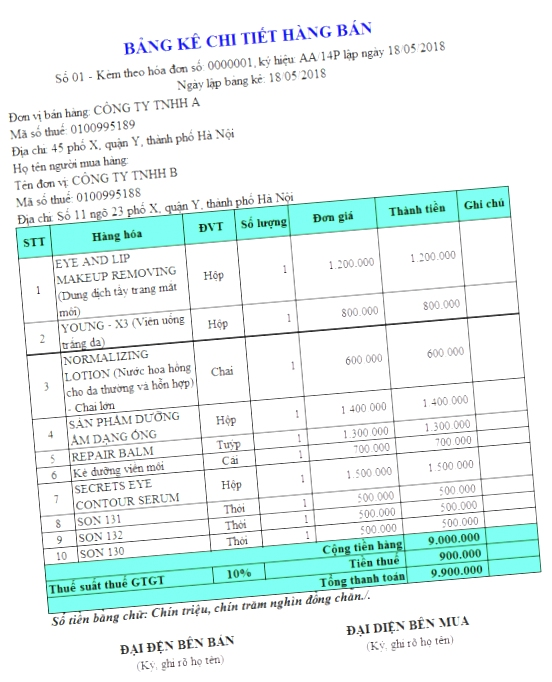 BẢNG KÊ CHI TIẾT HÀNG BÁN
Số 01 - Kèm theo hóa đơn số: 0000001, ký hiệu: AA/14P lập ngày 18/05/2018
Ngày lập bảng kê: 18/05/2018
Đơn vị bán hàng: CÔNG TY TNHH A
Mã số thuế: 0100995189
Địa chỉ: 45 phố X, quận Y, thành phố Hà Nội
Họ tên người mua hàng:
Tên đơn vị: CÔNG TY TNHH B
Mã số thuế: 0100995188
Địa chỉ: Số 11 ngõ 23 phố X, quận Y, thành phố Hà Nội
STT Hàng hóa ĐVT Số lượng Đơn giá Thành tiền Ghi chú
EYE AND LIP
MAKEUP REMOVING
1 (Dung dịch tẩy trang mắt Hộp 1 1.200.000 1.200.000
môi)
2 YOUNG - X3 (Viên uống Hộp 1 800.000 800.000
trắng da)
NORMALIZING
LOTION (Nước hoa hồng
3 cho da thường và hỗn hợp) Chai 1 600.000 600.000
- Chai lớn
4 SẢN PHẨM DƯỠNG Hộp 1 1.400.000 1.400.000
ẨM DẠNG ỐNG
5 REPAIR BALM Tuýp 1 1.300.000 1.300.000
6 Kẻ dưỡng viền môi Cái 1 700.000 700.000
7 SECRETS EYE Hộp 1 1.500.000 1.500.000
CONTOUR SERUM
8 SON 131 Thỏi 1 500.000 500.000
9 SON 132 Thỏi 1 500.000 500.000
10 SON 130 Thỏi 1 500.000 500.000
Cộng tiền hàng 9.000.000
Thuế suất thuế GTGT 10% Tiền thuế 900.000
Tổng thanh toán 9.900.000
Số tiền bằng chữ: Chín triệu, chín trăm nghìn đồng chẵn./.
ĐẠI DIỆN BÊN BÁN ĐẠI DIỆN BÊN MUA
(Ký, ghi rõ họ tên) (Ký, ghi rõ họ tên)